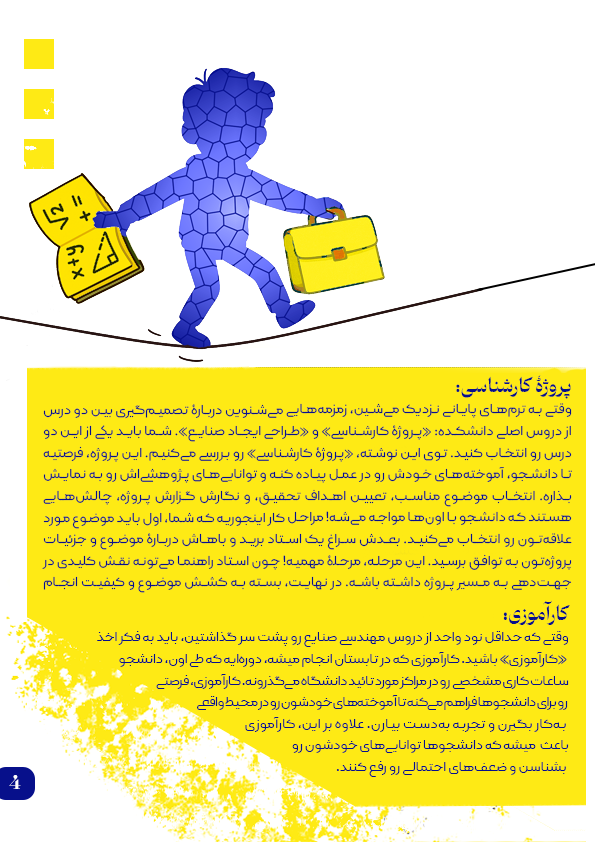 √2
+ =
x+y
پروژهٔ کارشناسی:
وقتی به ترم‌های پایانی نزدیک می‌شین، زمزمه‌هایی می‌شنوین دربارهٔ تصمیم‌گیری بین دو درس
از دروس اصلی دانشکده: «پروژهٔ کارشناسی» و «طراحی ایجاد صنایع». شما باید یکی از این دو
درس رو انتخاب کنید. توی این نوشته، «پروژهٔ کارشناسی» رو بررسی می‌کنیم. این پروژه، فرصتیه
تا دانشجو، آموخته‌های خودش رو در عمل پیاده کنه و توانایی‌های پژوهشی‌اش رو به نمایش
بذاره. انتخاب موضوع مناسب، تعیین اهداف تحقیق، و نگارش گزارش پروژه، چالش‌هایی
هستند که دانشجو با اون‌ها مواجه می‌شه! مراحل کار اینجوریه که شما، اول باید موضوع مورد
علاقه‌تون رو انتخاب می‌کنید. بعدش سراغ یک استاد برید و باهاش دربارهٔ موضوع و جزئیات
پروژه‌تون به توافق برسید. این مرحله، مرحلهٔ مهمیه! چون استاد راهنما می‌تونه نقش کلیدی در
جهت‌دهی به مسیر پروژه داشته باشه. در نهایت، بسته به کشش موضوع و کیفیت انجام
کارآموزی:
وقتی که حداقل نود واحد از دروس مهندسی صنایع رو پشت سر گذاشتین، باید به فکر اخذ
«کارآموزی» باشید. کارآموزی که در تابستان انجام میشه، دوره‌ایه که طی اون، دانشجو
ساعات کاری مشخصی رو در مراکز مورد تائید دانشگاه می‌گذرونه. کارآموزی، فرصتی
رو برای دانشجوها فراهم می‌کنه تا آموخته‌های خودشون رو در محیط واقعی
به‌کار بگیرن و تجربه به‌دست بیارن. علاوه بر این، کارآموزی
باعث میشه که دانشجوها توانایی‌های خودشون رو
بشناسن و ضعف‌های احتمالی رو رفع کنند.
۴